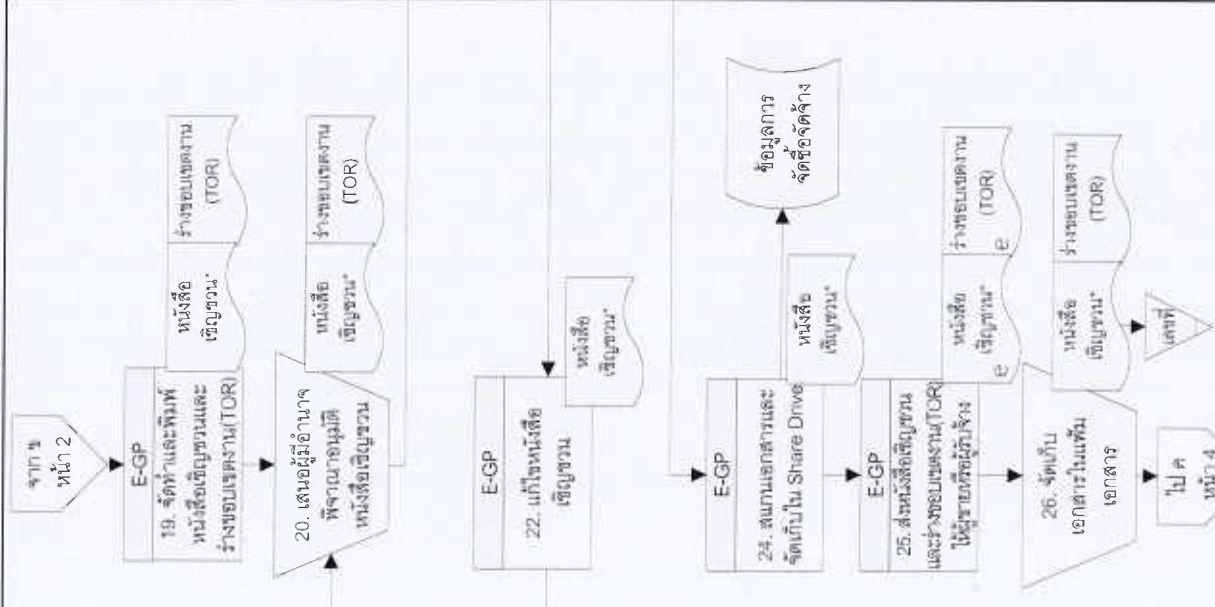 จาก ข
หน้า 2
E-GP
19. จัดทำและพิมพ์
หนังสือเชิญชวนและ
ร่างขอบเขตงาน(TOR)
หนังสือ
เชิญชวน*
ร่างขอบเขตงาน
(TOR)
20. เสนอผู้มีอำนาจ
พิจารณาอนุมัติ
หนังสือเชิญชวน
หนังสือ
เชิญชวน*
ร่างขอบเขตงาน
(TOR)
E-GP
22. แก้ไขหนังสือ
เชิญชวน
หนังสือ
เชิญชวน*
E-GP
24. สแกนเอกสารและ
จัดเก็บใน Share Drive
หนังสือ
เชิญชวน*
ข้อมูลการ
จัดซื้อจัดจ้าง
E-GP
25. ส่งหนังสือเชิญชวน
และร่างขอบเขตงาน(TOR)
ให้ผู้ขายหรือผู้รับจ้าง
หนังสือ
เชิญชวน*
e
ร่างขอบเขตงาน
(TOR)
e
26. จัดเก็บ
เอกสารในแฟ้ม
เอกสาร
หนังสือ
เชิญชวน*
ร่างขอบเขตงาน
(TOR)
เลขที่
ไป ค
หน้า 4